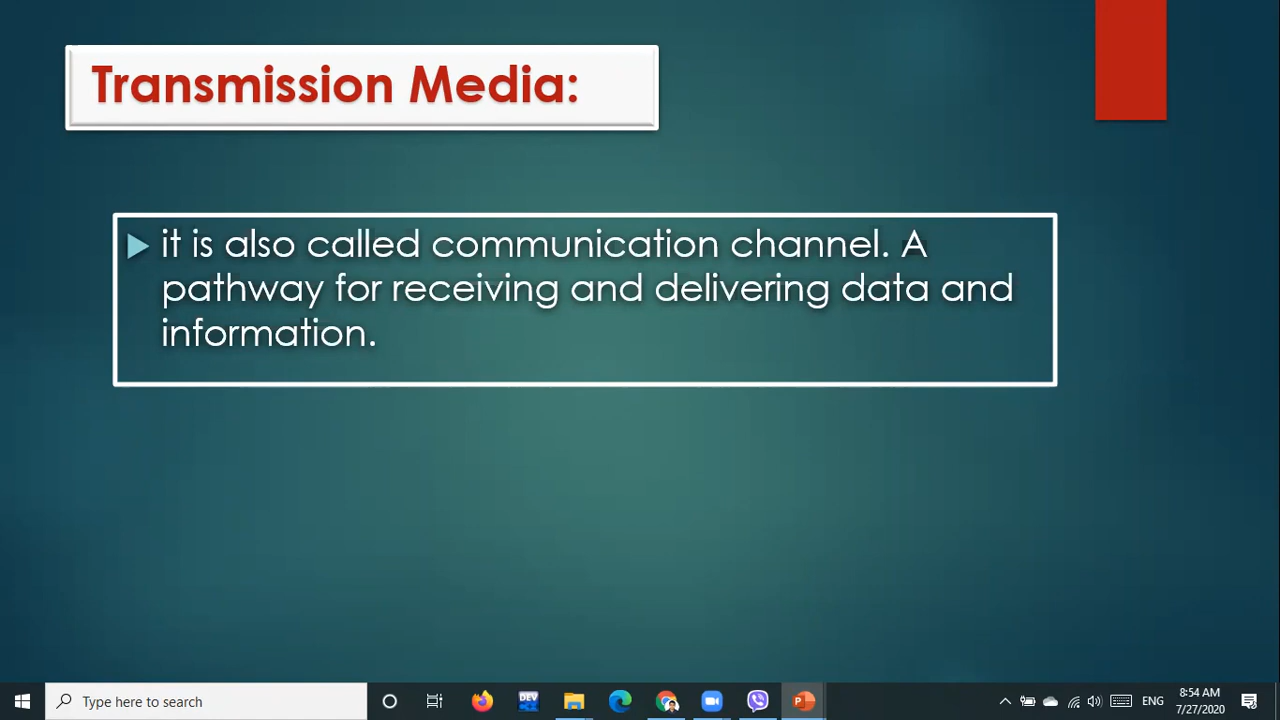 Transmission Media:
it is also called communication channel. A
pathway for receiving and delivering data and
information.
Type here to search
DEV
ENG
8:54 AM
7/27/2020